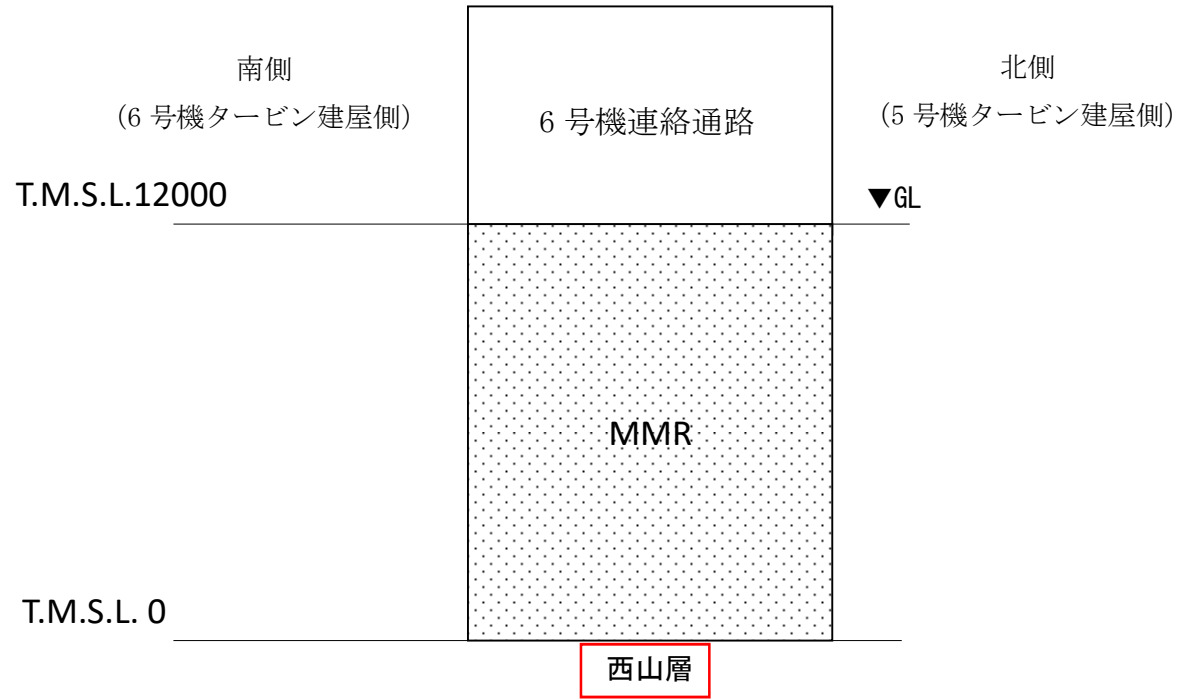 南側
(6 号機タービン建屋側)
6 号機連絡通路
北側
(5 号機タービン建屋側)
T.M.S.L.12000
▼GL
MMR
T.M.S.L. 0
西山層